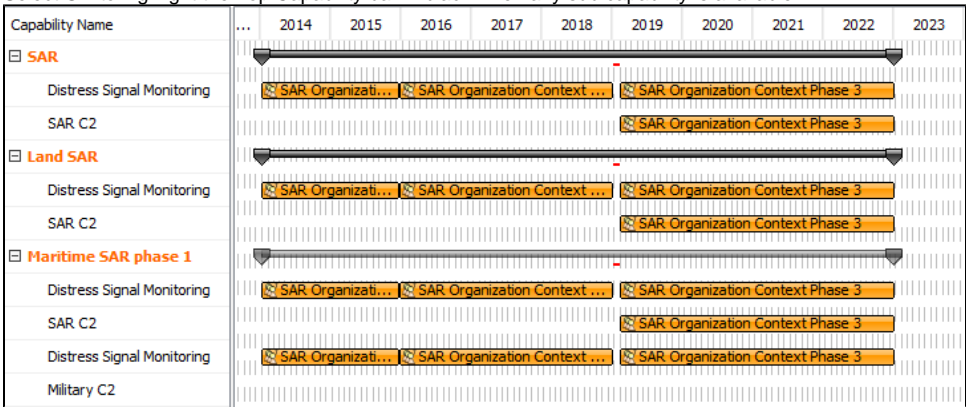 Capability Name ... 2014 2015 2016 2017 2018 2019 2020 2021 2022 2023
SAR
Distress Signal Monitoring SAR Organizati... SAR Organization Context ... SAR Organization Context Phase 3
SAR C2 SAR Organization Context Phase 3
Land SAR
Distress Signal Monitoring SAR Organizati... SAR Organization Context ... SAR Organization Context Phase 3
SAR C2 SAR Organization Context Phase 3
Maritime SAR phase 1
Distress Signal Monitoring SAR Organizati... SAR Organization Context ... SAR Organization Context Phase 3
SAR C2 SAR Organization Context Phase 3
Distress Signal Monitoring SAR Organizati... SAR Organization Context ... SAR Organization Context Phase 3
Military C2